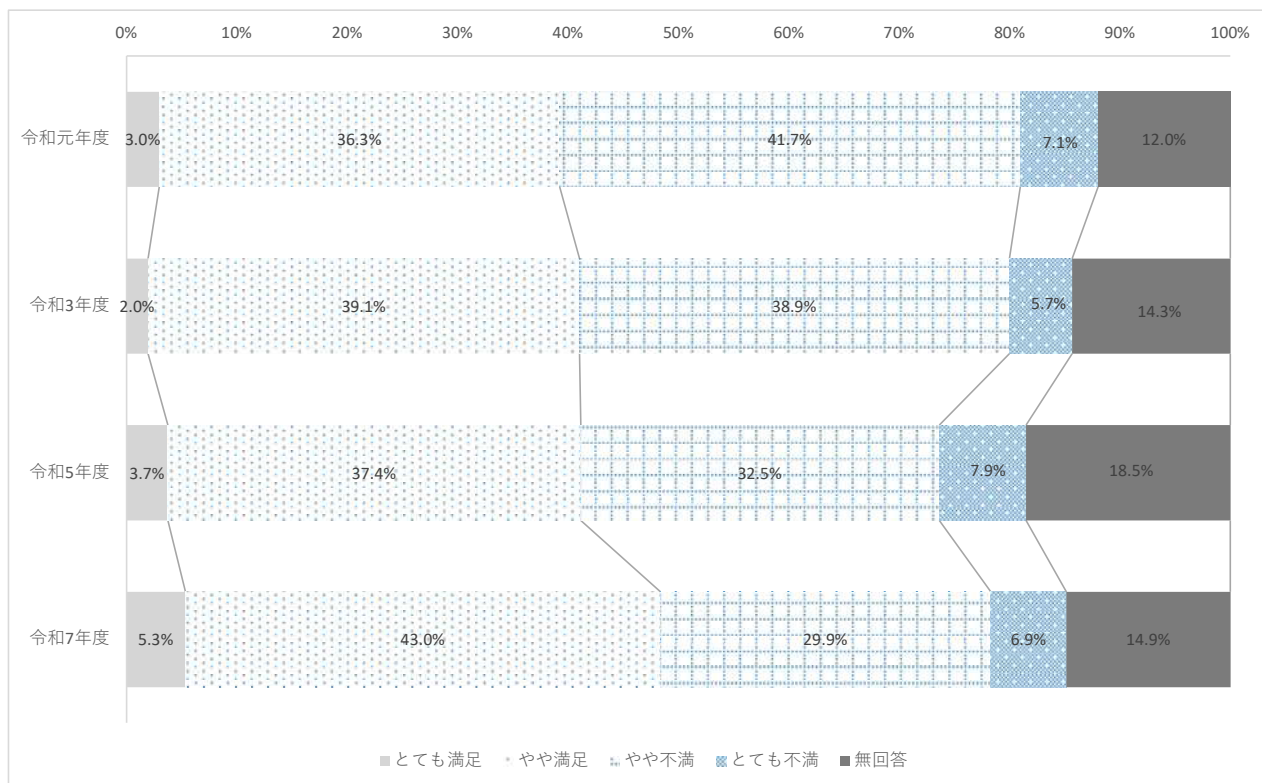 0% 10% 20% 30% 40% 50% 60% 70% 80% 90% 100%
令和元年度 3.0% 36.3% 41.7% 7.1% 12.0%
令和3年度 2.0% 39.1% 38.9% 5.7% 14.3%
令和5年度 3.7% 37.4% 32.5% 7.9% 18.5%
令和7年度 5.3% 43.0% 29.9% 6.9% 14.9%
とても満足 やや満足 やや不満 とても不満 無回答